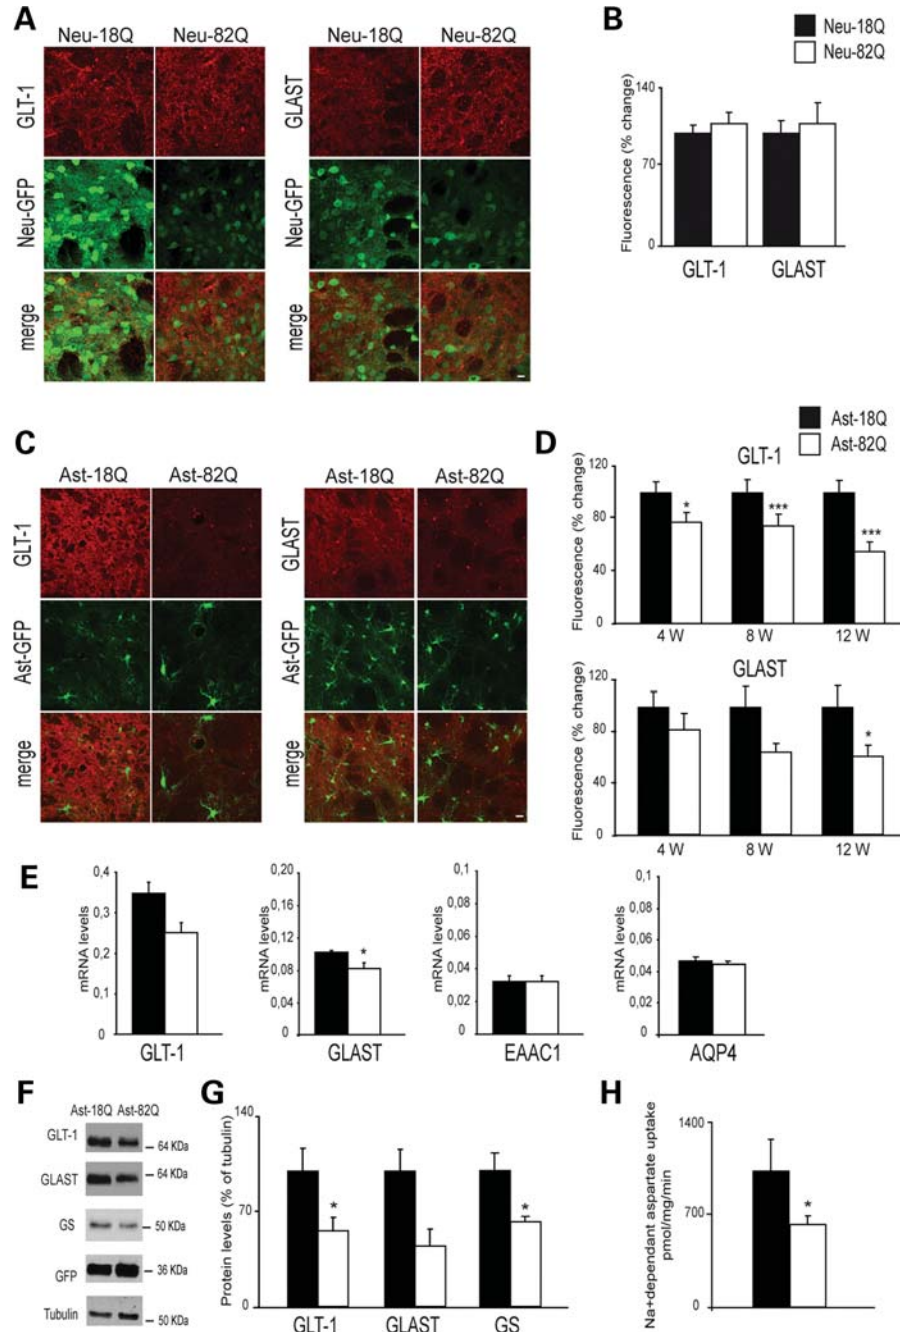 A
Neu-18Q Neu-82Q Neu-18Q Neu-82Q
GLT-1
Neu-GFP
merge
GLAST
Neu-GFP
merge
B
Neu-18Q
Neu-82Q
Fluorescence (% change)
140
70
0
GLT-1 GLAST
C
Ast-18Q Ast-82Q Ast-18Q Ast-82Q
GLT-1
Ast-GFP
merge
GLAST
Ast-GFP
merge
D
Ast-18Q
Ast-82Q
GLT-1
Fluorescence (% change)
120
80
40
0
* *** ***
4 W 8 W 12 W
GLAST
Fluorescence (% change)
120
80
40
0
*
4 W 8 W 12 W
E
mRNA levels
0,4
0,3
0,2
0,1
0
GLT-1
mRNA levels
0,20
0,16
0,12
0,08
0,04
0
*
GLAST
mRNA levels
0,1
0,08
0,06
0,04
0,02
0
EAAC1
mRNA levels
0,1
0,08
0,06
0,04
0,02
0
AQP4
F
Ast-18Q Ast-82Q
GLT-1 64 KDa
GLAST 64 KDa
GS 50 KDa
GFP 36 KDa
Tubulin 50 KDa
G
Protein levels (% of tubulin)
140
70
0
* *
GLT-1 GLAST GS
H
Na+dependant aspartate uptake
pmol/mg/min
1400
700
0
*